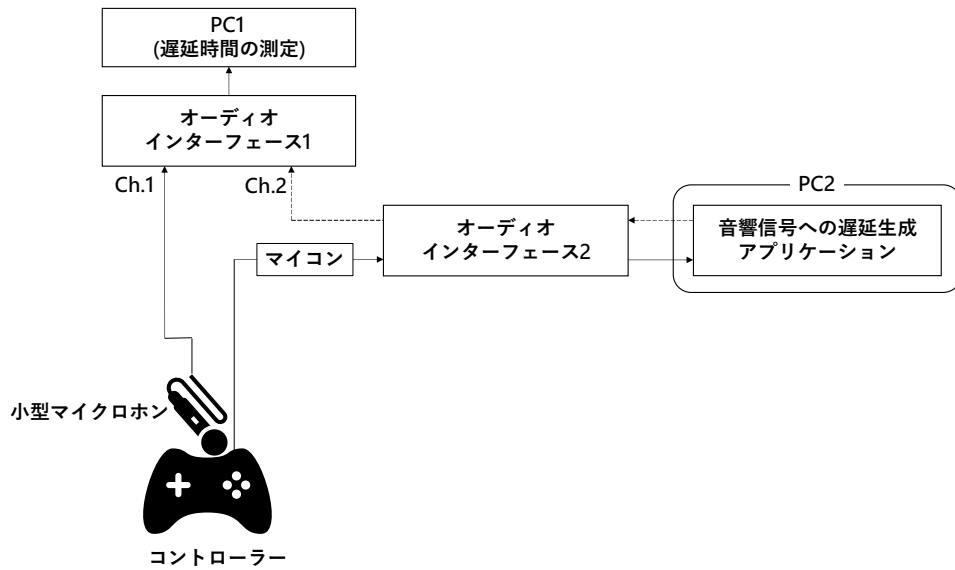 PC1
(遅延時間の測定)
オーディオ
インターフェース1
Ch.1
Ch.2
PC2
オーディオ
インターフェース2
音響信号への遅延生成
アプリケーション
マイコン
小型マイクロホン
コントローラー